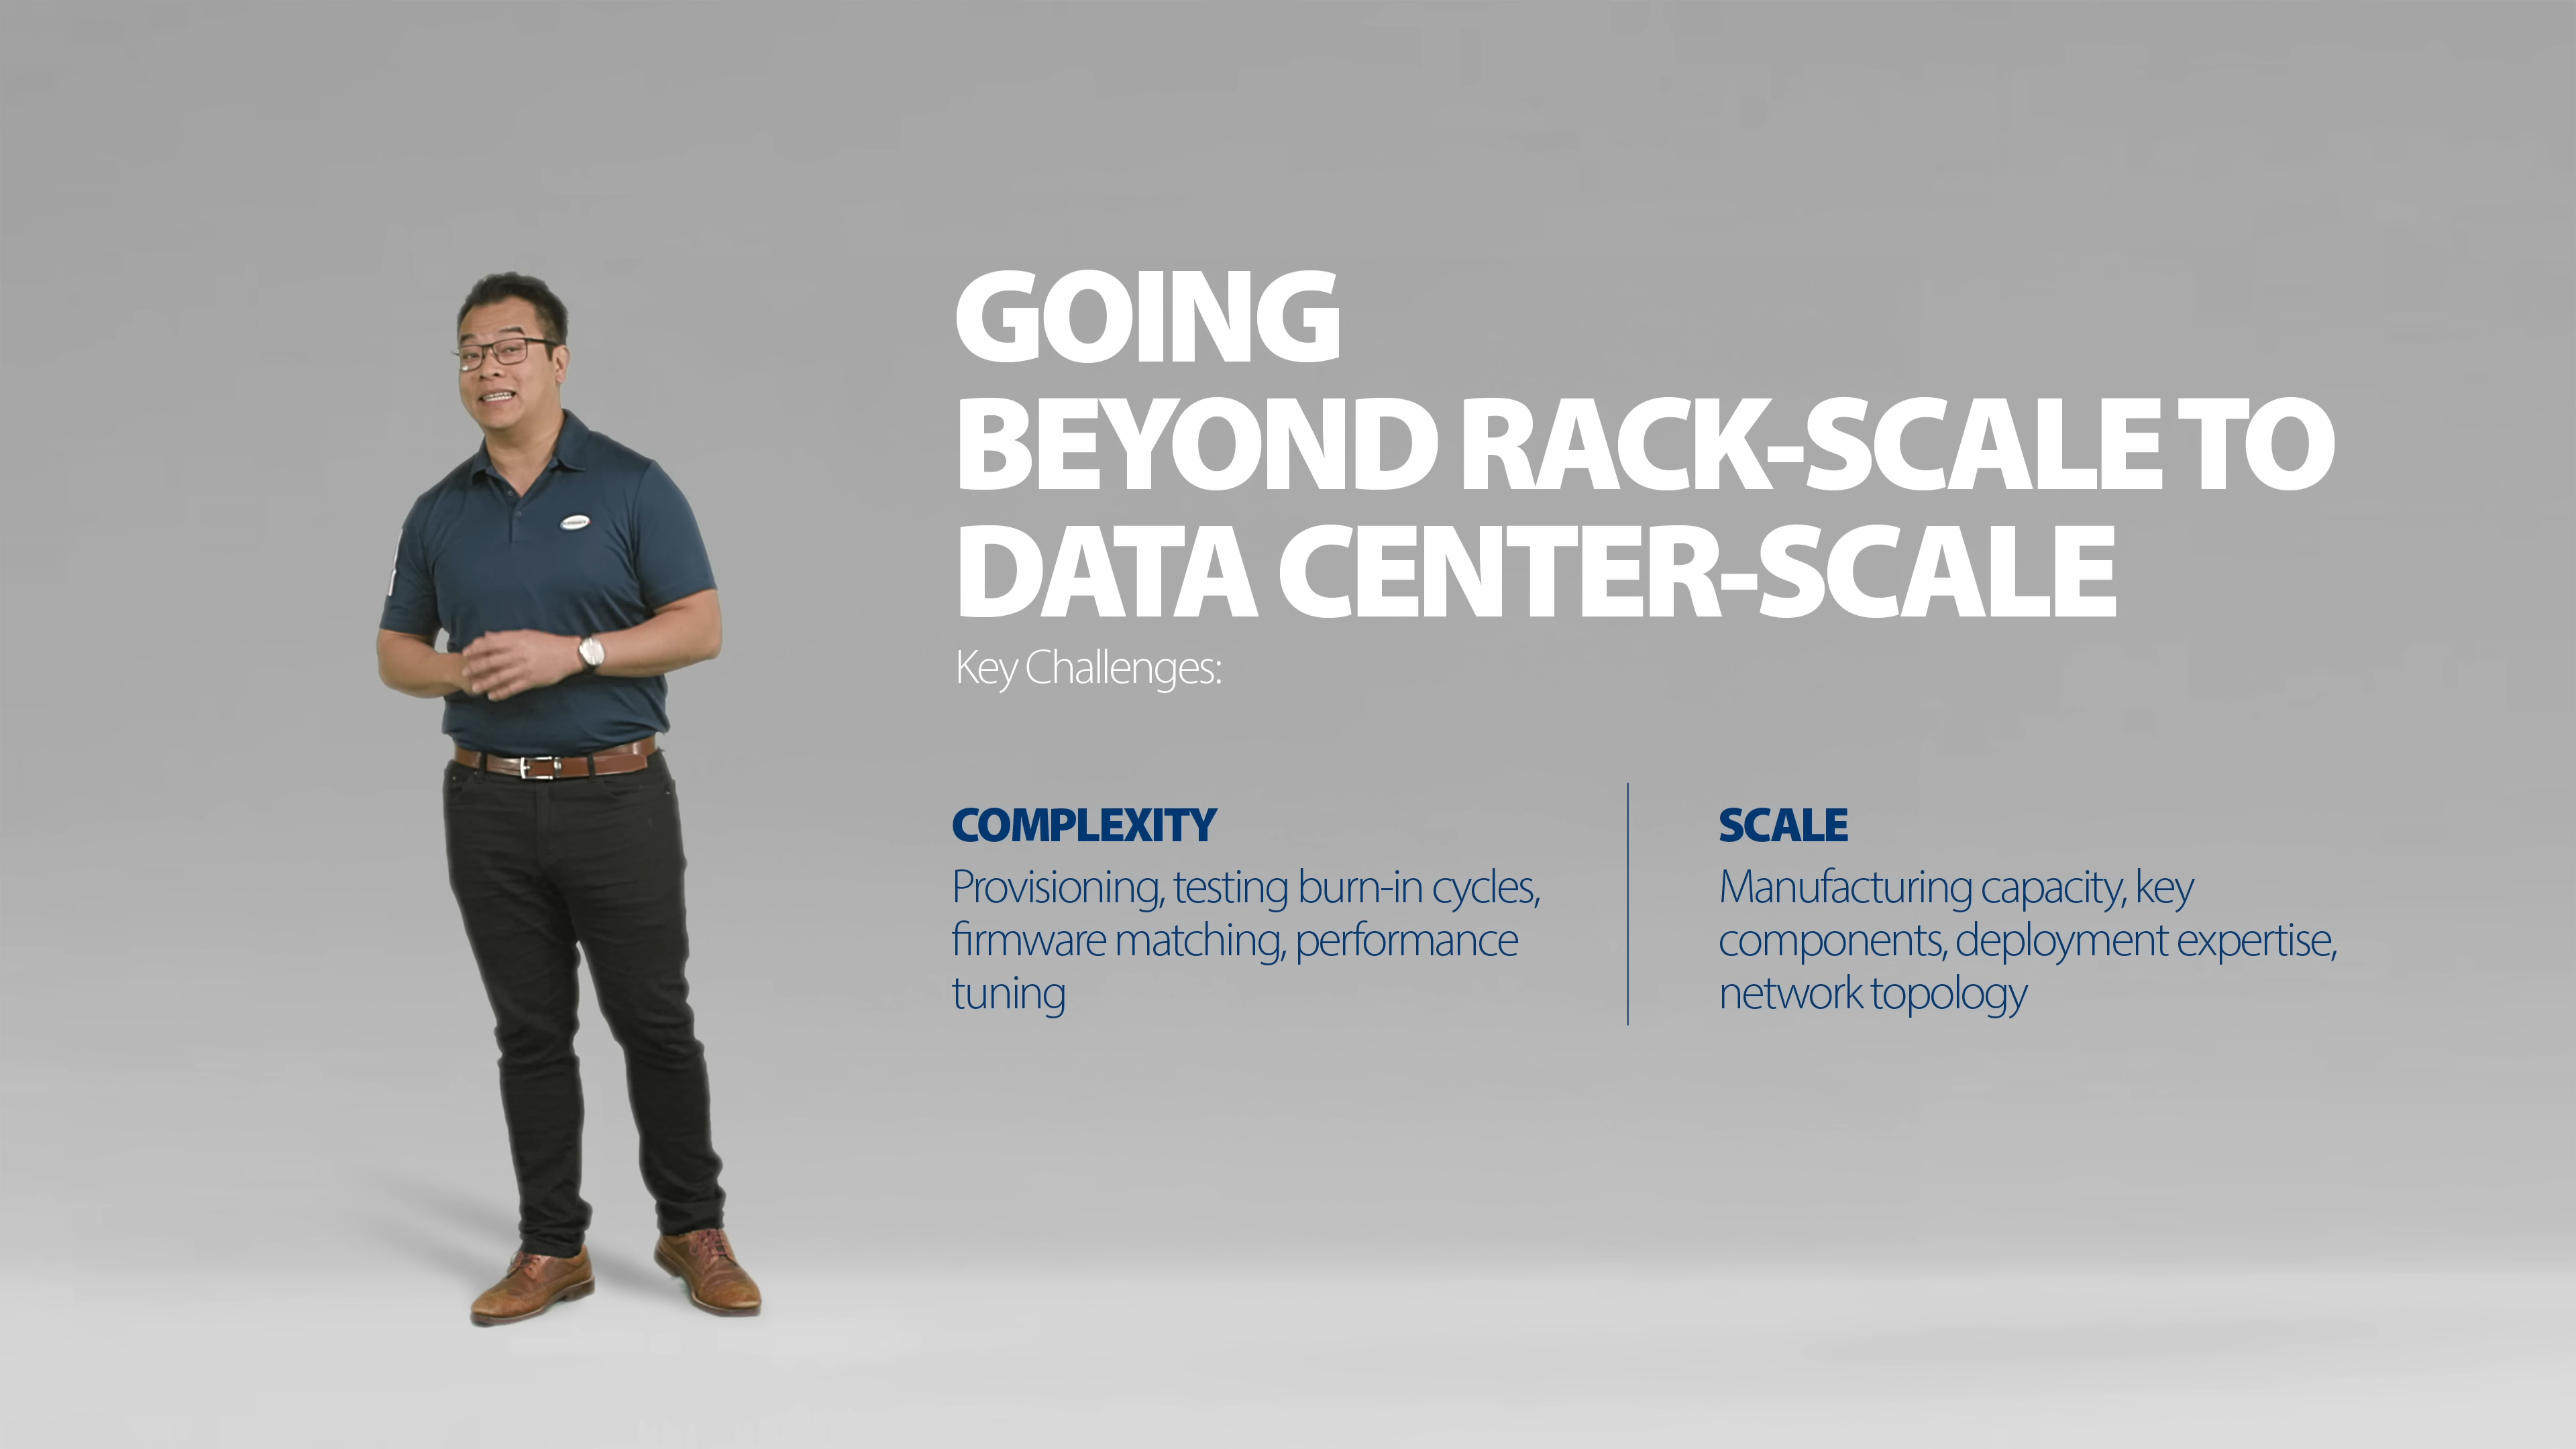 GOING
BEYOND RACK-SCALE TO
DATA CENTER-SCALE
Key Challenges:
COMPLEXITY
Provisioning, testing burn-in cycles,
firmware matching, performance
tuning
SCALE
Manufacturing capacity, key
components, deployment expertise,
network topology